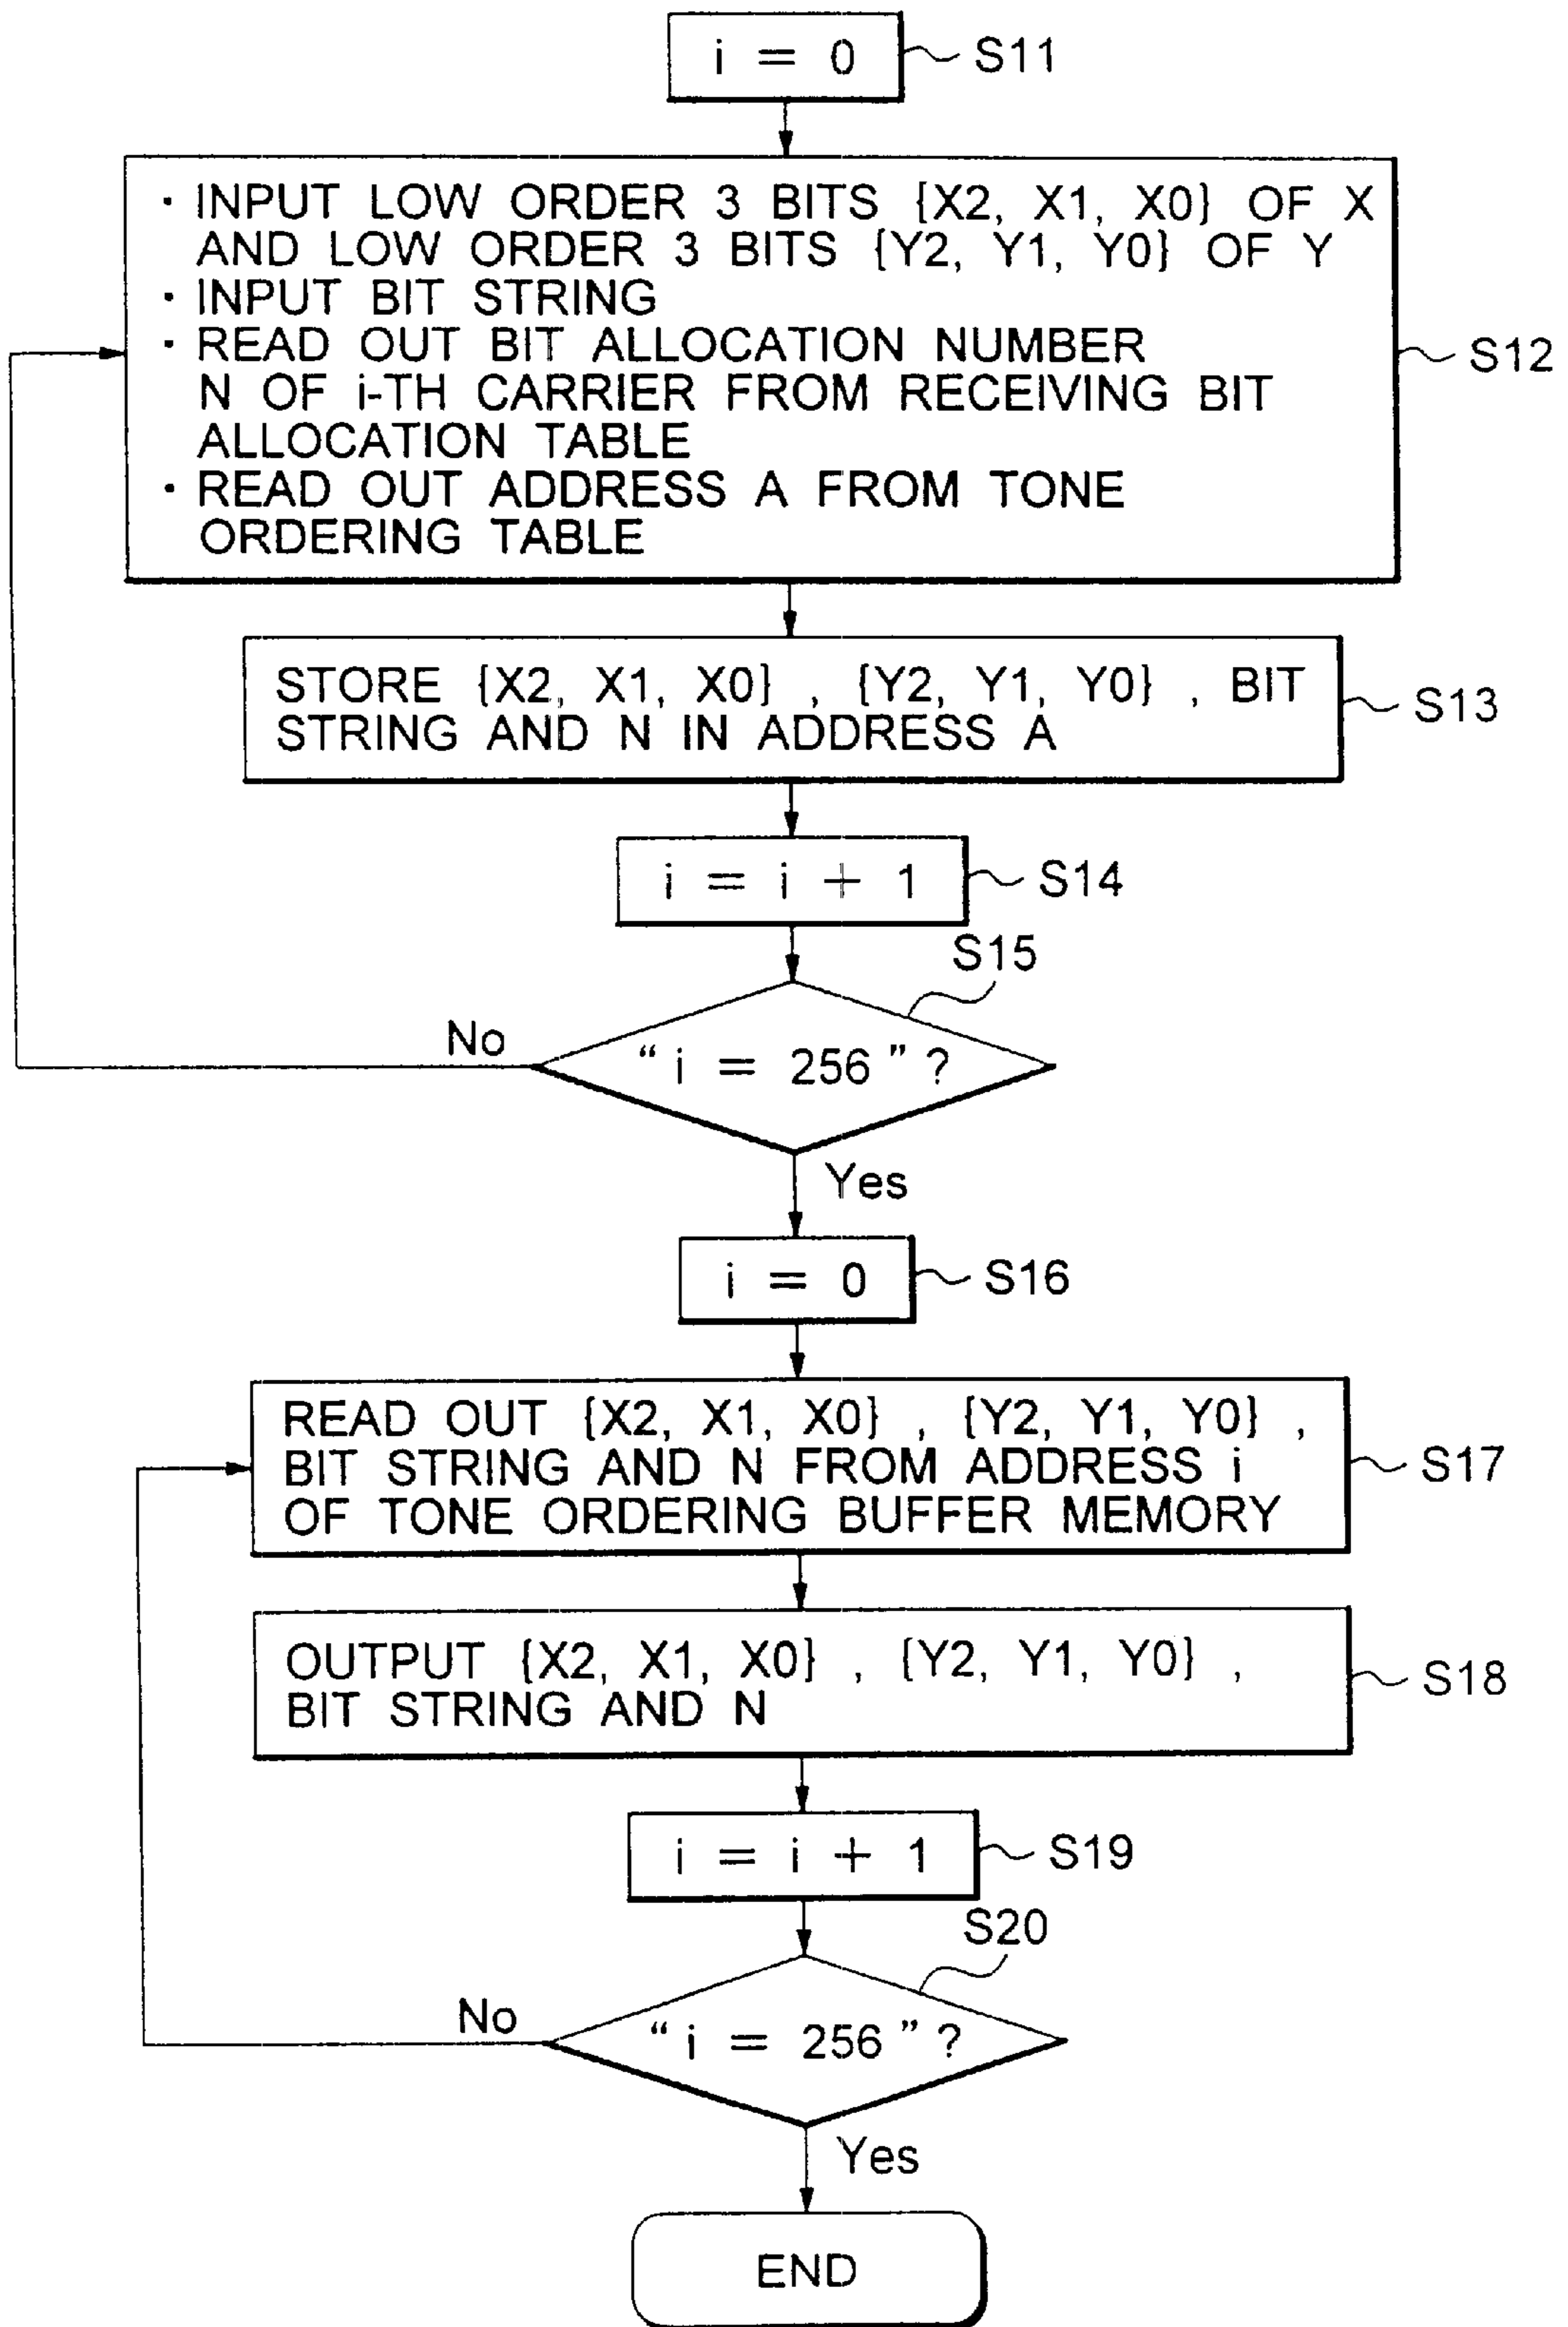 i = 0
S11
· INPUT LOW ORDER 3 BITS {X2, X1, X0} OF X
AND LOW ORDER 3 BITS {Y2, Y1, Y0} OF Y
· INPUT BIT STRING
· READ OUT BIT ALLOCATION NUMBER
N OF i-TH CARRIER FROM RECEIVING BIT
ALLOCATION TABLE
· READ OUT ADDRESS A FROM TONE
ORDERING TABLE
S12
STORE {X2, X1, X0} , {Y2, Y1, Y0} , BIT
STRING AND N IN ADDRESS A
S13
i = i + 1
S14
S15
“ i = 256 ” ?
No
Yes
i = 0
S16
READ OUT {X2, X1, X0} , {Y2, Y1, Y0} ,
BIT STRING AND N FROM ADDRESS i
OF TONE ORDERING BUFFER MEMORY
S17
OUTPUT {X2, X1, X0} , {Y2, Y1, Y0} ,
BIT STRING AND N
S18
i = i + 1
S19
S20
“ i = 256 ” ?
No
Yes
END